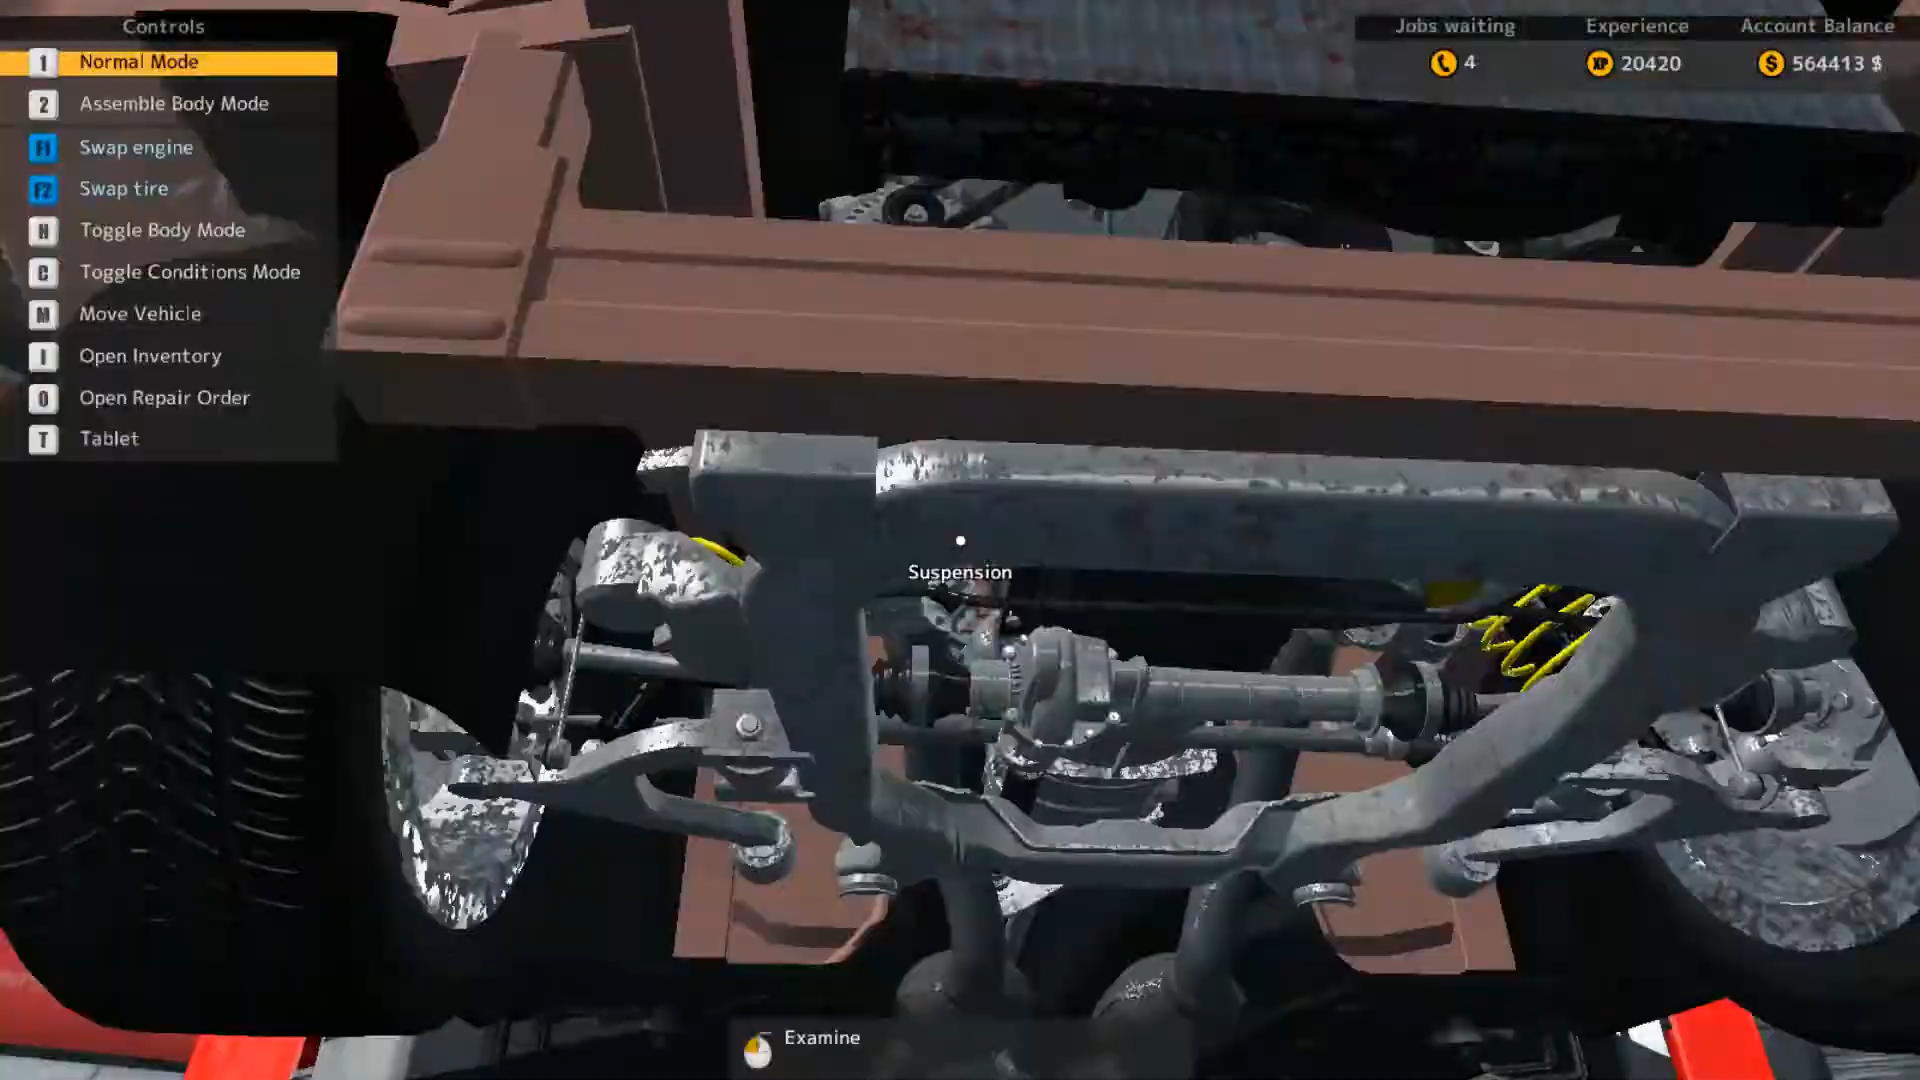 Controls
1 Normal Mode
2 Assemble Body Mode
F1 Swap engine
F2 Swap tire
N Toggle Body Mode
C Toggle Conditions Mode
M Move Vehicle
I Open Inventory
O Open Repair Order
T Tablet
Jobs waiting Experience Account Balance
4 XP 20420 $ 564413 $
Suspension
Examine